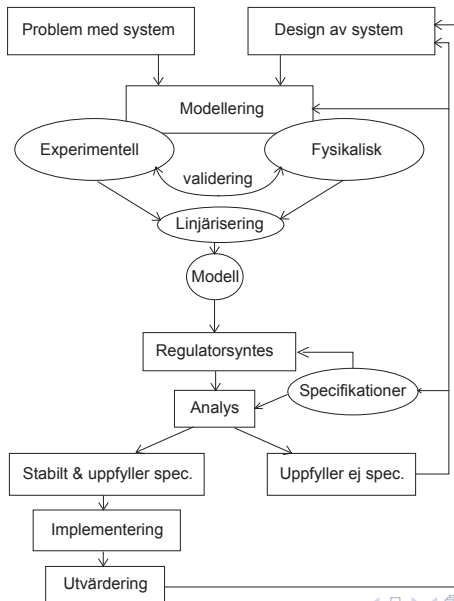 Problem med system
Design av system
Modellering
Experimentell
Fysikalisk
validering
Linjärisering
Modell
Regulatorsyntes
Specifikationer
Analys
Stabilt & uppfyller spec.
Uppfyller ej spec.
Implementering
Utvärdering